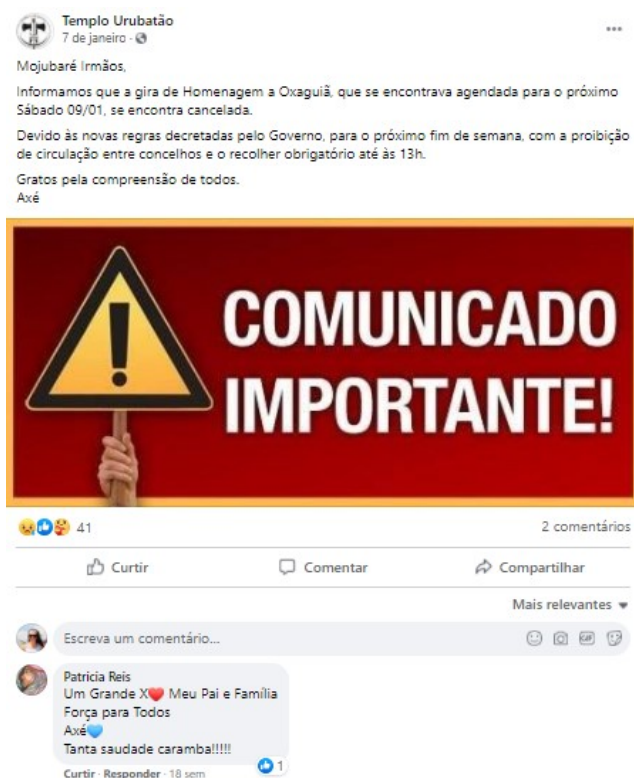 Templo Urubatão
7 de janeiro ·
Mojubaré Irmãos,
Informamos que a gira de Homenagem a Oxaguiã, que se encontrava agendada para o próximo
Sábado 09/01, se encontra cancelada.
Devido às novas regras decretadas pelo Governo, para o próximo fim de semana, com a proibição
de circulação entre concelhos e o recolher obrigatório até às 13h.
Gratos pela compreensão de todos.
Axé
COMUNICADO
IMPORTANTE!
41
2 comentários
Curtir
Comentar
Compartilhar
Mais relevantes
Escreva um comentário...
GIF
Patricia Reis
Um Grande X❤️ Meu Pai e Família
Força para Todos
Axé💙
Tanta saudade caramba!!!!!
1
Curtir · Responder · 18 sem